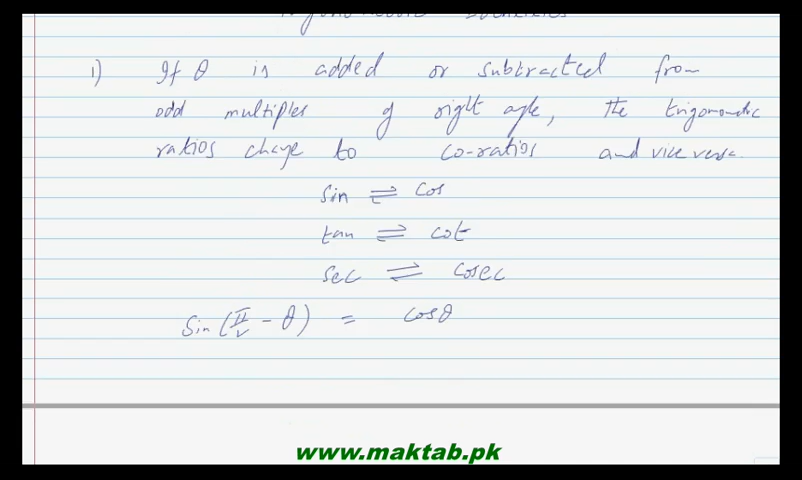 1) If θ is added or subtracted from
odd multiples of right angle, the trigonometric
ratios change to co-ratios and vice versa.
sin ⇌ cos
tan ⇌ cot
sec ⇌ cosec
Sin(π/2 - θ) = cosθ
www.maktab.pk